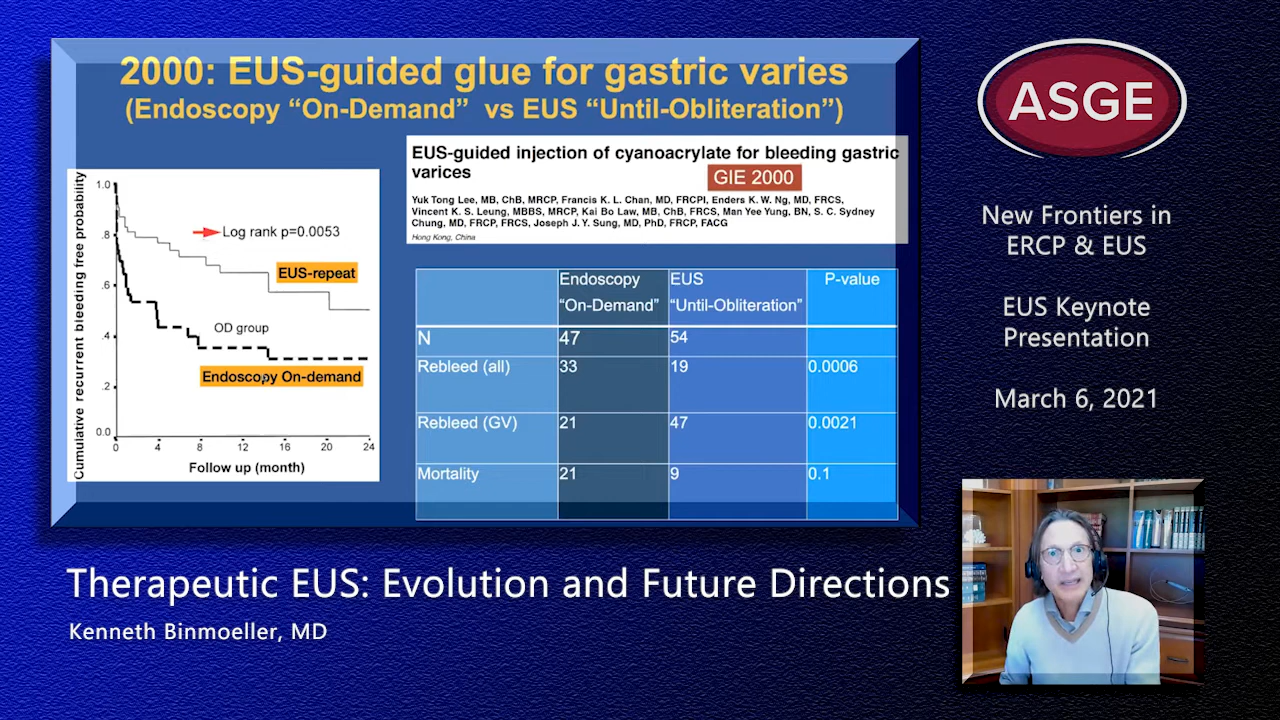 2000: EUS-guided glue for gastric varies
(Endoscopy “On-Demand” vs EUS “Until-Obliteration”)
Cumulative recurrent bleeding free probability
1.0
.8
.6
.4
.2
0.0
Log rank p=0.0053
EUS-repeat
OD group
Endoscopy On-demand
0 4 8 12 16 20 24
Follow up (month)
EUS-guided injection of cyanoacrylate for bleeding gastric
varices
GIE 2000
Yuk Tong Lee, MB, ChB, MRCP, Francis K. L. Chan, MD, FRCPI, Enders K. W. Ng, MD, FRCS,
Vincent K. S. Leung, MBBS, MRCP, Kai Bo Law, MB, ChB, FRCS, Man Yee Yung, BN, S. C. Sydney
Chung, MD, FRCP, FRCS, Joseph J. Y. Sung, MD, PhD, FRCP, FACG
Hong Kong, China
Endoscopy EUS P-value
“On-Demand” “Until-Obliteration”
N 47 54
Rebleed (all) 33 19 0.0006
Rebleed (GV) 21 47 0.0021
Mortality 21 9 0.1
ASGE
New Frontiers in
ERCP & EUS
EUS Keynote
Presentation
March 6, 2021
Therapeutic EUS: Evolution and Future Directions
Kenneth Binmoeller, MD